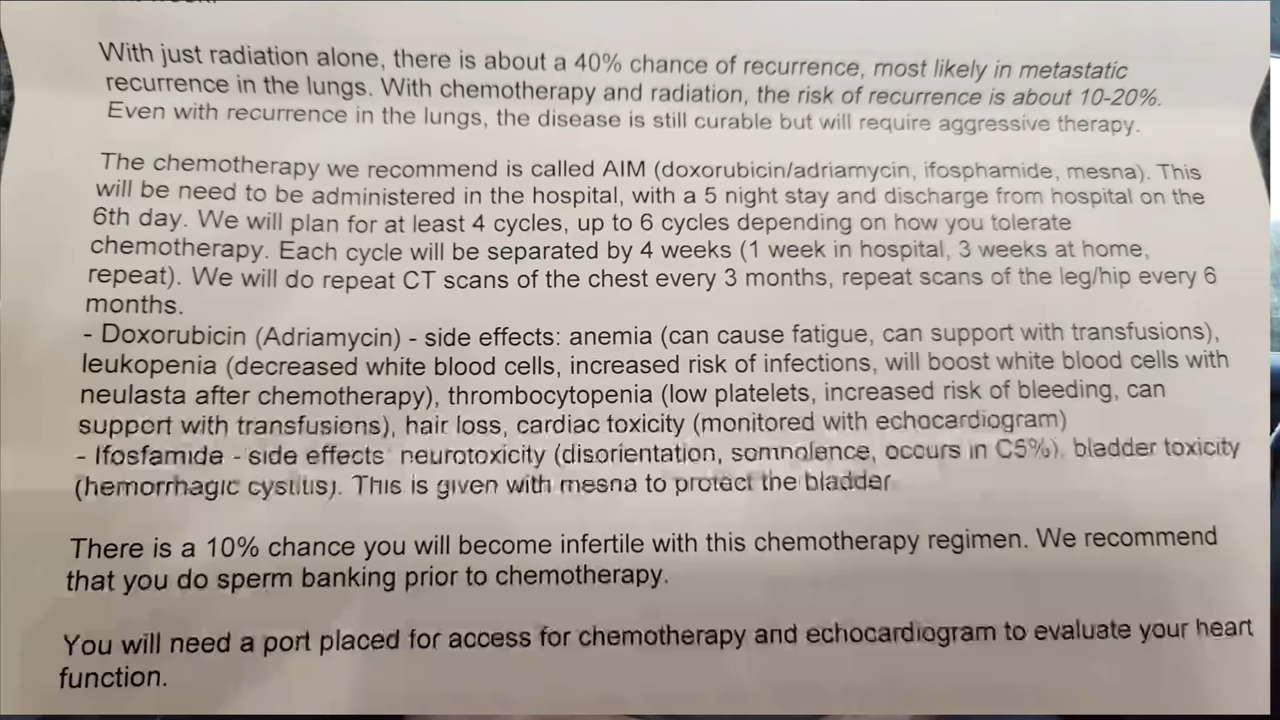 With just radiation alone, there is about a 40% chance of recurrence, most likely in metastatic
recurrence in the lungs. With chemotherapy and radiation, the risk of recurrence is about 10-20%.
Even with recurrence in the lungs, the disease is still curable but will require aggressive therapy.
The chemotherapy we recommend is called AIM (doxorubicin/adriamycin, ifosphamide, mesna). This
will be need to be administered in the hospital, with a 5 night stay and discharge from hospital on the
6th day. We will plan for at least 4 cycles, up to 6 cycles depending on how you tolerate
chemotherapy. Each cycle will be separated by 4 weeks (1 week in hospital, 3 weeks at home,
repeat). We will do repeat CT scans of the chest every 3 months, repeat scans of the leg/hip every 6
months.
- Doxorubicin (Adriamycin) - side effects: anemia (can cause fatigue, can support with transfusions),
leukopenia (decreased white blood cells, increased risk of infections, will boost white blood cells with
neulasta after chemotherapy), thrombocytopenia (low platelets, increased risk of bleeding, can
support with transfusions), hair loss, cardiac toxicity (monitored with echocardiogram)
- Ifosfamide - side effects neurotoxicity (disorientation, somnolence, occurs in C5%), bladder toxicity
(hemorrhagic cystitis). This is given with mesna to protect the bladder
There is a 10% chance you will become infertile with this chemotherapy regimen. We recommend
that you do sperm banking prior to chemotherapy.
You will need a port placed for access for chemotherapy and echocardiogram to evaluate your heart
function.